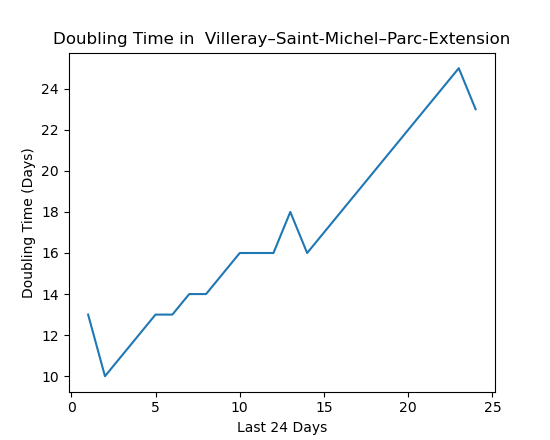 Doubling Time in  Villeray–Saint-Michel–Parc-Extension
24
22
20
18
16
14
12
10
Doubling Time (Days)
0 5 10 15 20 25
Last 24 Days